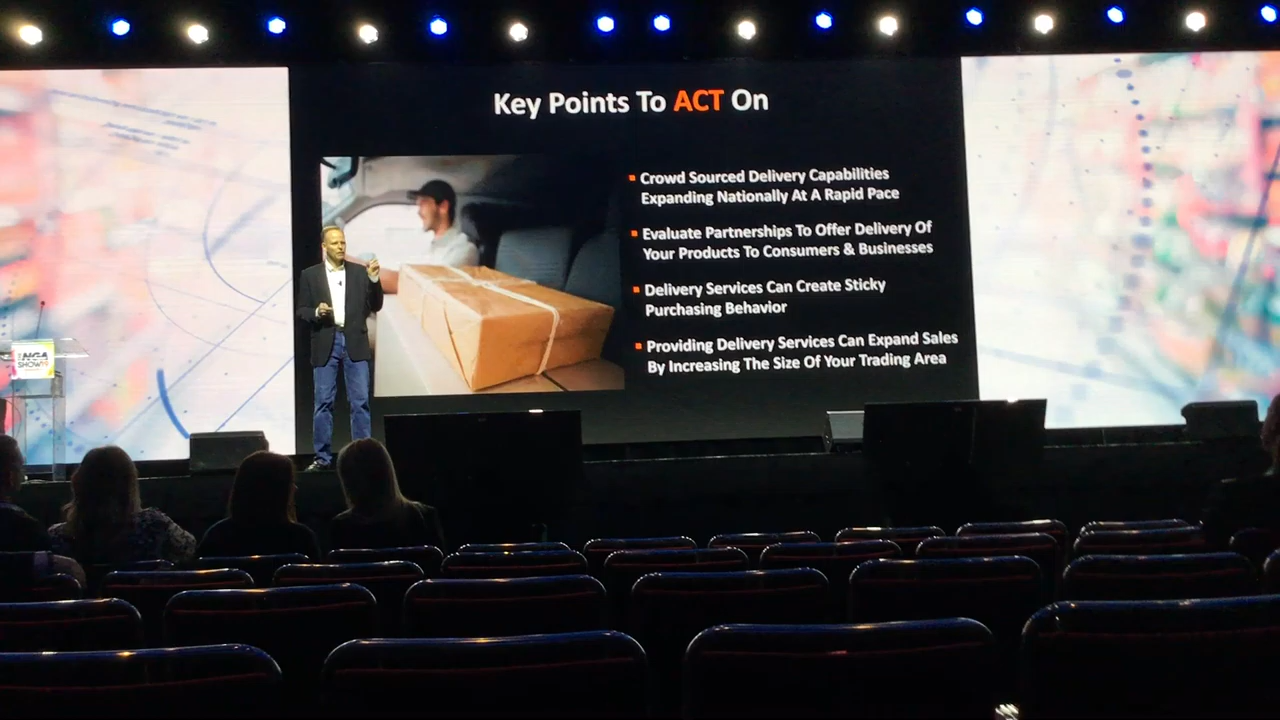 Key Points To ACT On
Crowd Sourced Delivery Capabilities
Expanding Nationally At A Rapid Pace
Evaluate Partnerships To Offer Delivery Of
Your Products To Consumers & Businesses
Delivery Services Can Create Sticky
Purchasing Behavior
Providing Delivery Services Can Expand Sales
By Increasing The Size Of Your Trading Area
THE NGA
SHOW